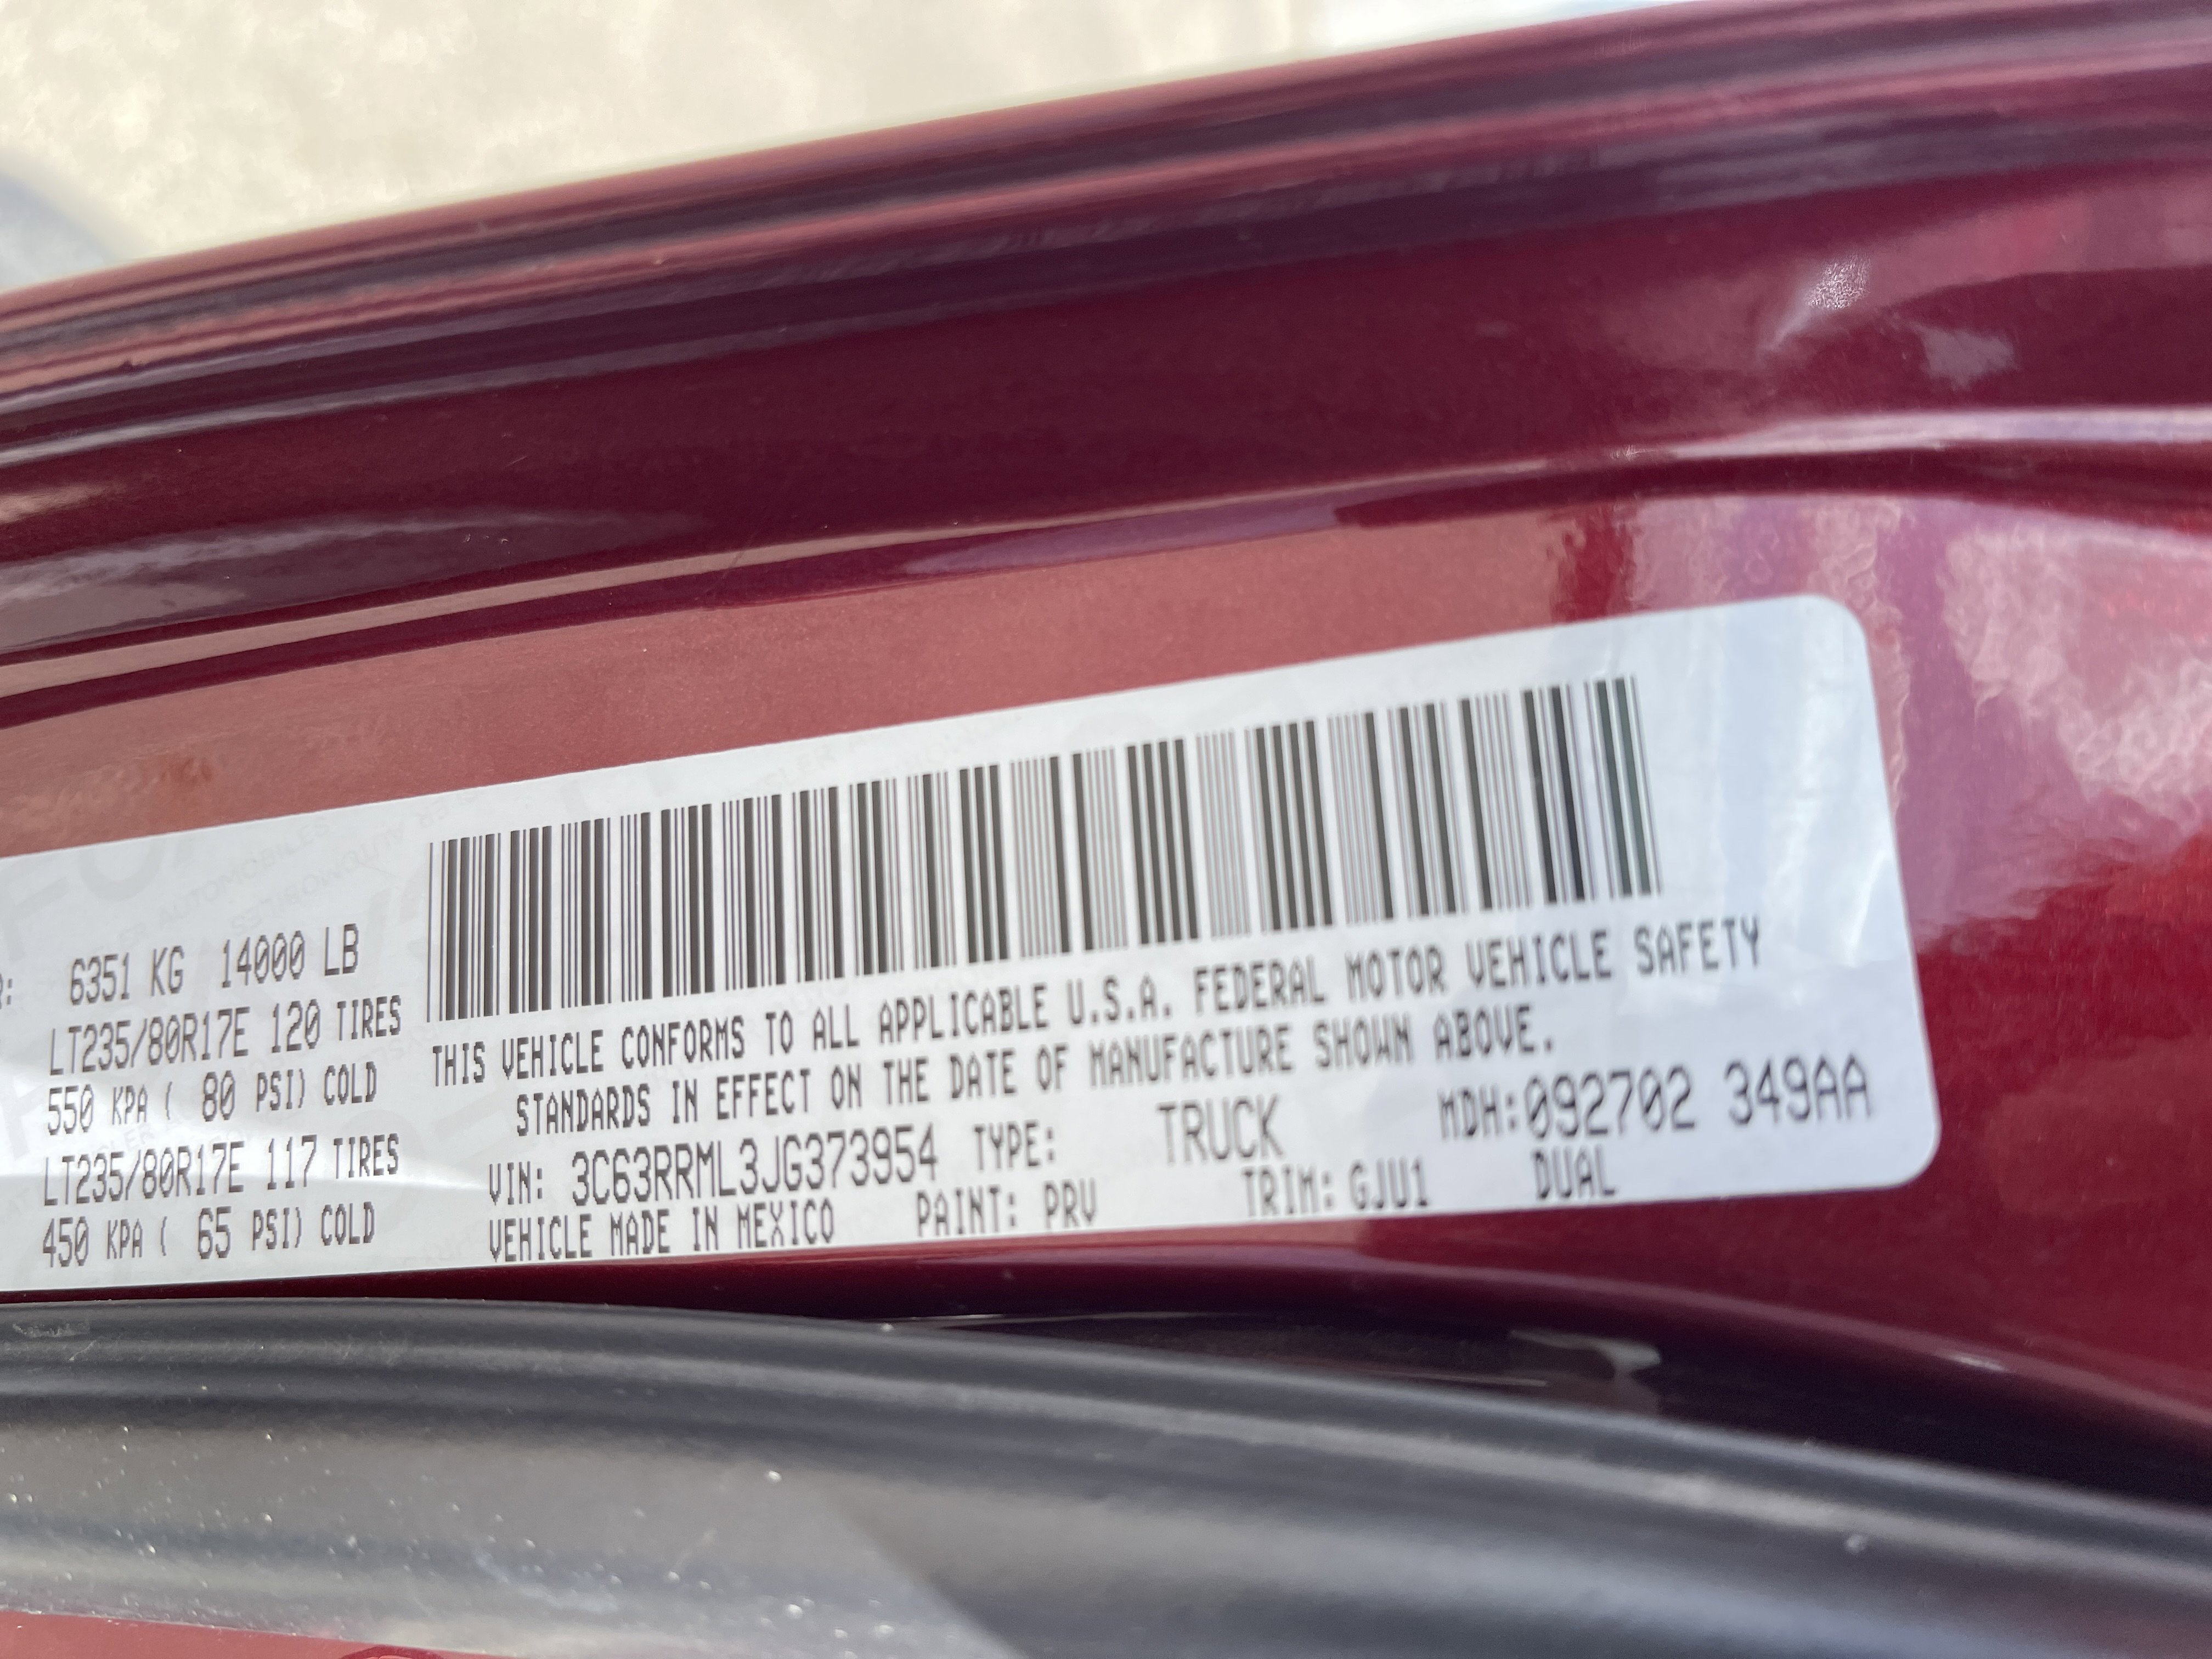 R: 6351 KG 14000 LB
LT235/80R17E 120 TIRES
550 KPA ( 80 PSI) COLD
LT235/80R17E 117 TIRES
450 KPA ( 65 PSI) COLD
THIS VEHICLE CONFORMS TO ALL APPLICABLE U.S.A. FEDERAL MOTOR VEHICLE SAFETY
STANDARDS IN EFFECT ON THE DATE OF MANUFACTURE SHOWN ABOVE.
VIN: 3C63RRML3JG373954 TYPE: TRUCK MDH:092702 349AA
VEHICLE MADE IN MEXICO PAINT: PRV TRIM: GJU1 DUAL